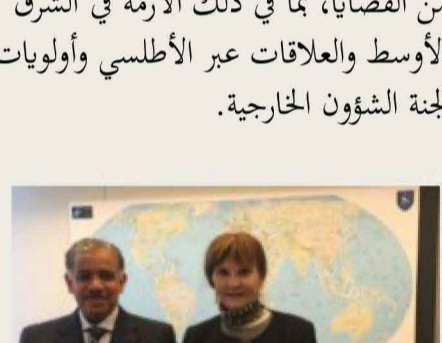 من القضايا، بما في ذلك الأزمة في الشرق
الأوسط والعلاقات عبر الأطلسي وأولويات
لجنة الشؤون الخارجية.